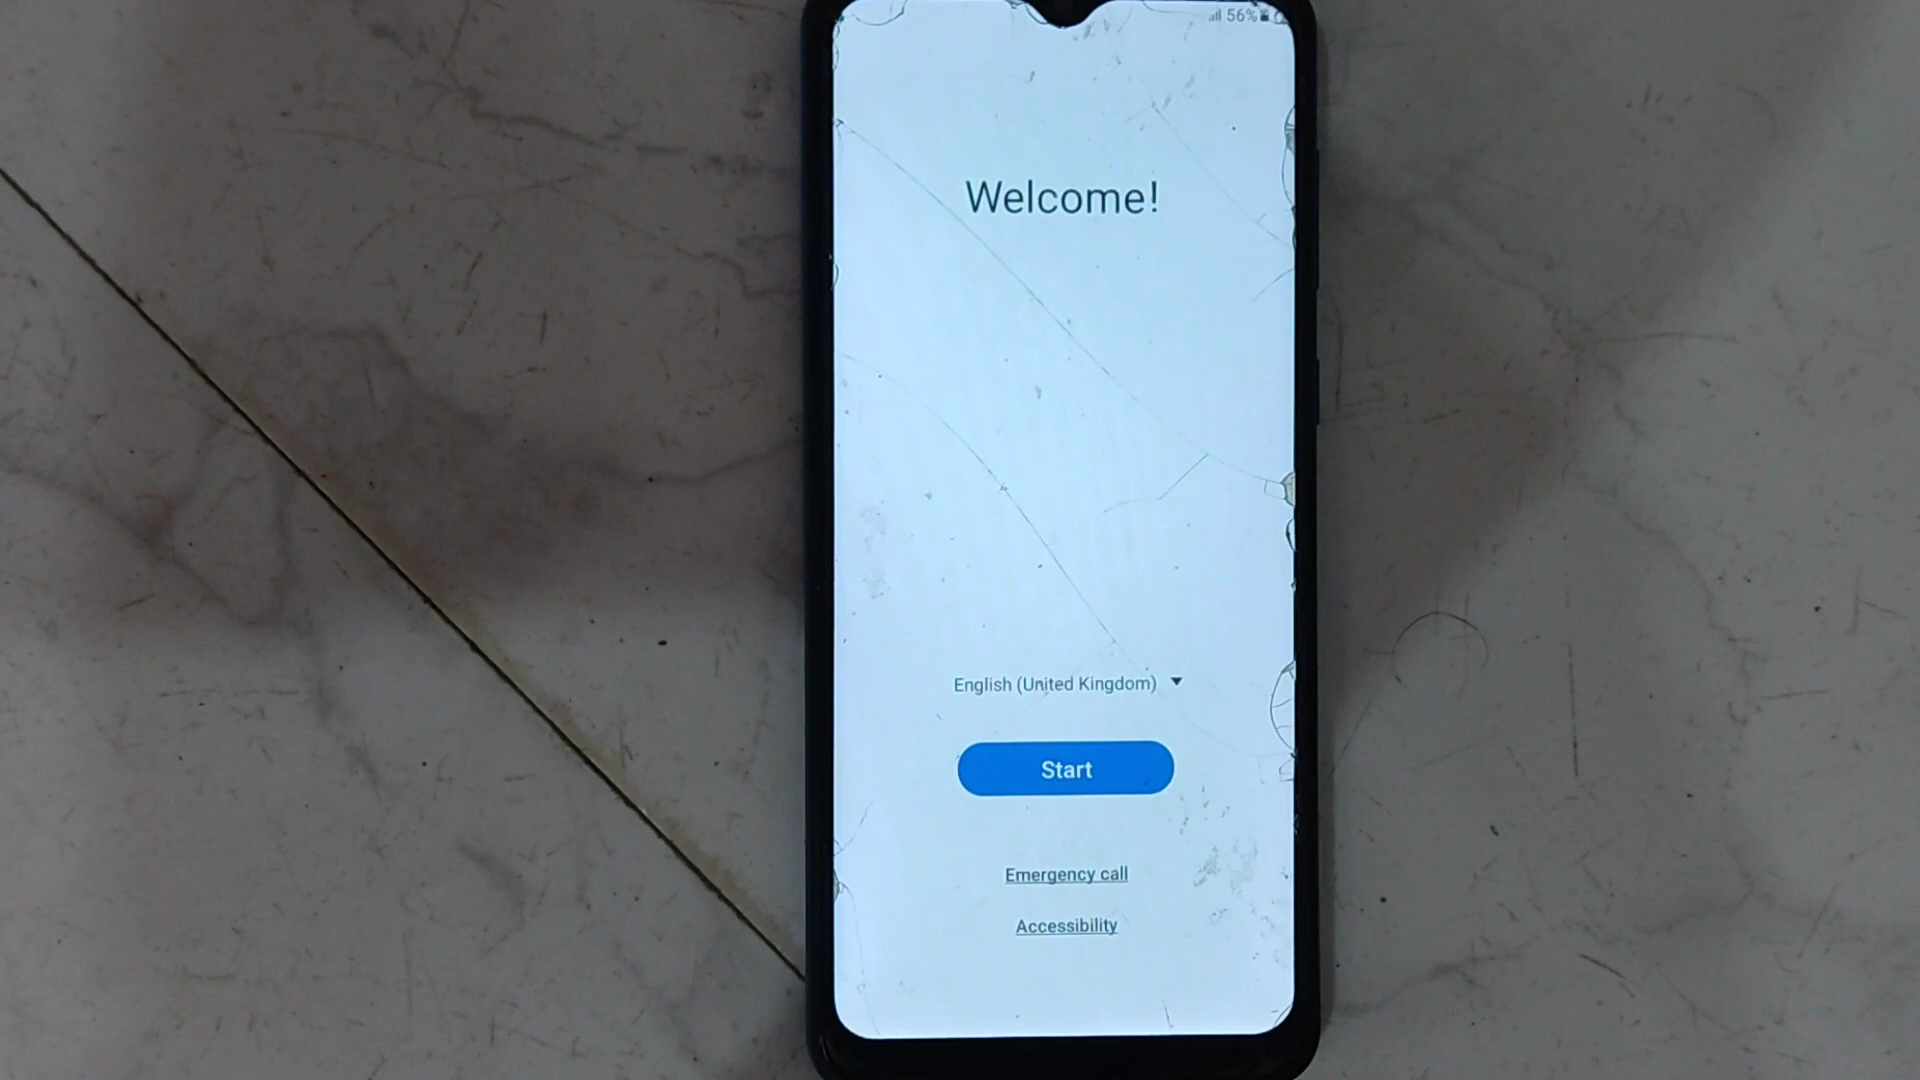 56%
Welcome!
English (United Kingdom)
Start
Emergency call
Accessibility